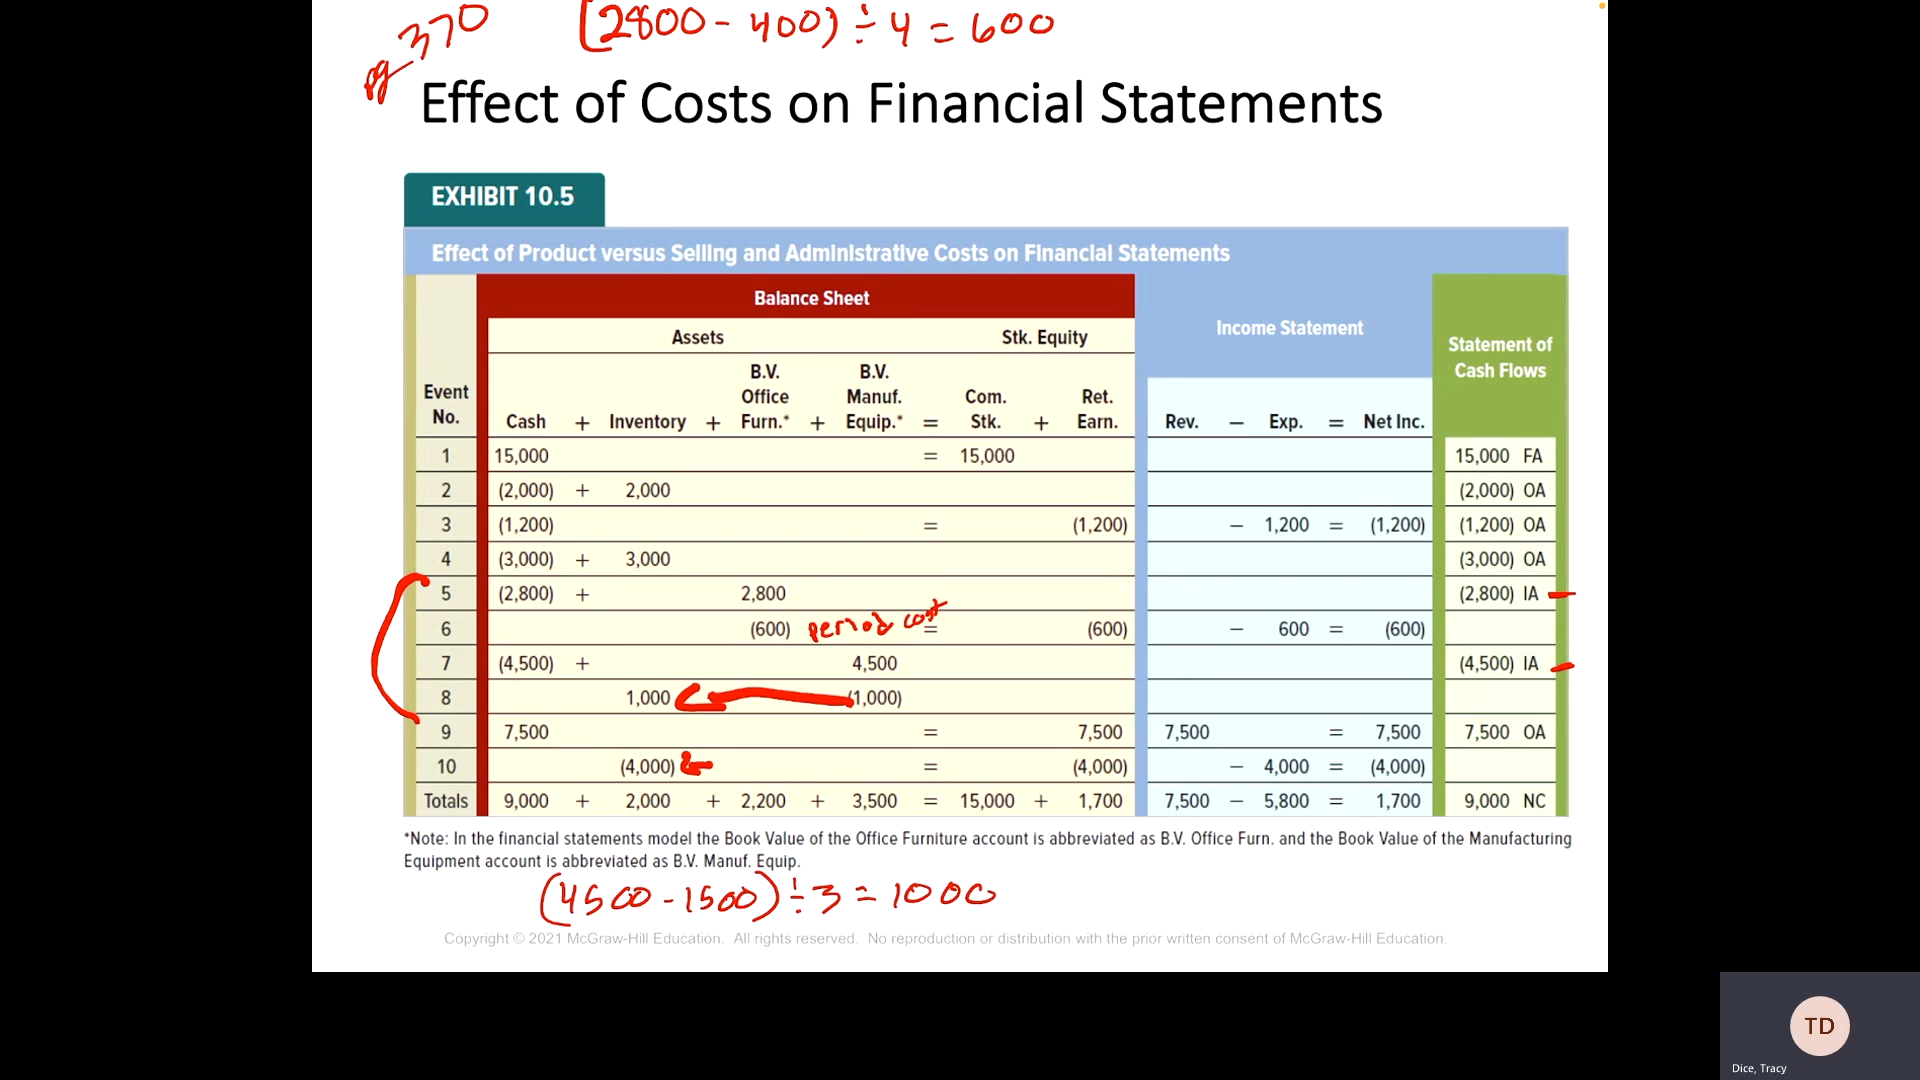 pg 370
(2800 - 400) ÷ 4 = 600
Effect of Costs on Financial Statements
EXHIBIT 10.5
Effect of Product versus Selling and Administrative Costs on Financial Statements
Balance Sheet
Income Statement
Statement of
Cash Flows
Assets Stk. Equity
B.V. B.V.
Event Office Manuf. Com. Ret.
No. Cash + Inventory + Furn.* + Equip.* = Stk. + Earn. Rev. − Exp. = Net Inc.
1 15,000 = 15,000 15,000 FA
2 (2,000) + 2,000 (2,000) OA
3 (1,200) = (1,200) − 1,200 = (1,200) (1,200) OA
4 (3,000) + 3,000 (3,000) OA
5 (2,800) + 2,800 (2,800) IA
6 (600) period cost = (600) − 600 = (600)
7 (4,500) + 4,500 (4,500) IA
8 1,000 (1,000)
9 7,500 = 7,500 7,500 = 7,500 7,500 OA
10 (4,000) = (4,000) − 4,000 = (4,000)
Totals 9,000 + 2,000 + 2,200 + 3,500 = 15,000 + 1,700 7,500 − 5,800 = 1,700 9,000 NC
*Note: In the financial statements model the Book Value of the Office Furniture account is abbreviated as B.V. Office Furn. and the Book Value of the Manufacturing
Equipment account is abbreviated as B.V. Manuf. Equip.
(4500 - 1500) ÷ 3 = 1000
Copyright © 2021 McGraw-Hill Education. All rights reserved. No reproduction or distribution with the prior written consent of McGraw-Hill Education.
TD
Dice, Tracy